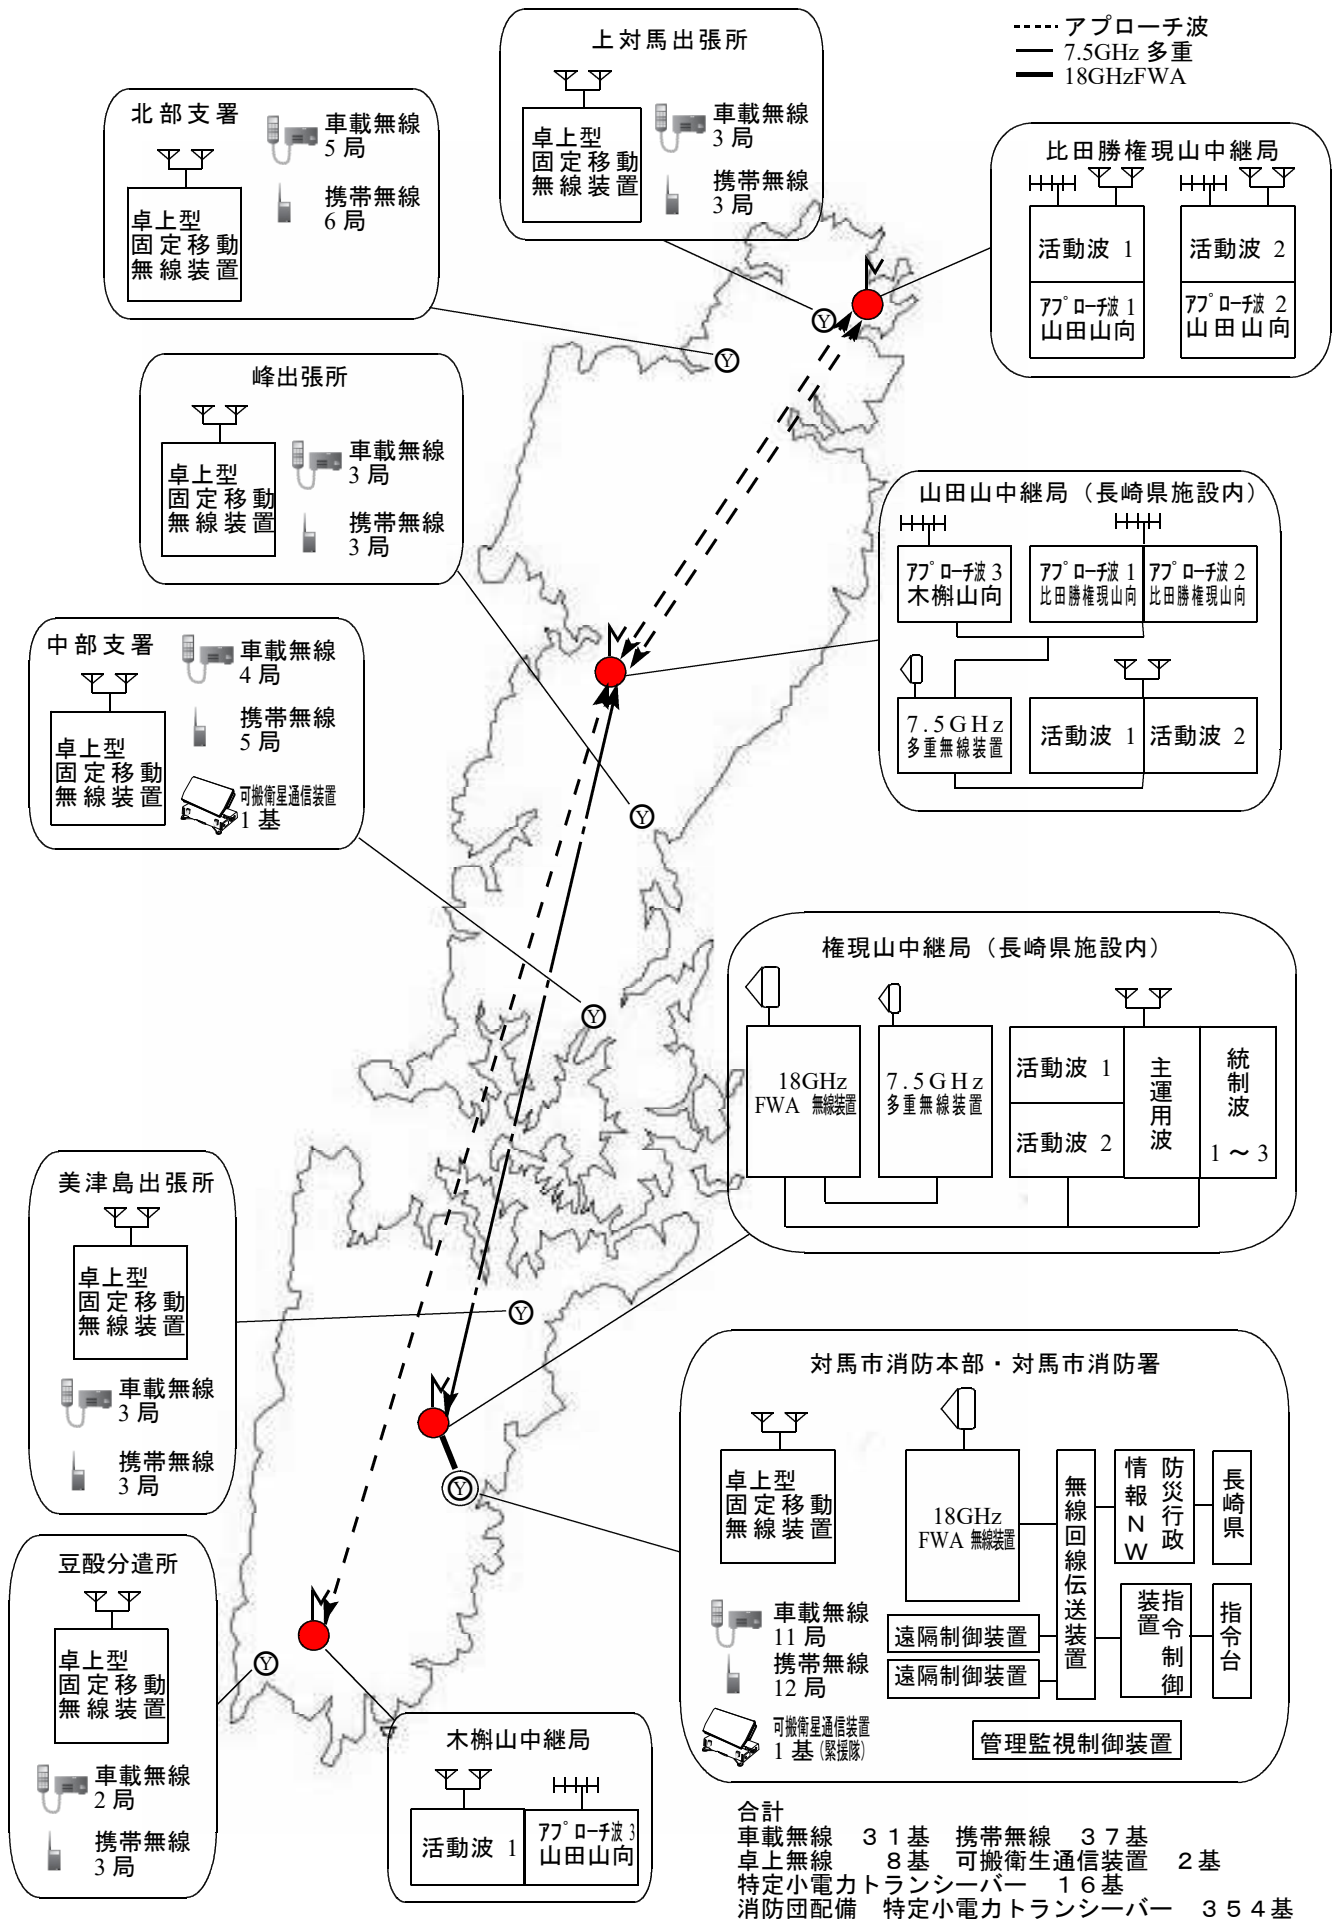 アプローチ波
7.5GHz 多重
18GHzFWA
上対馬出張所
卓上型
固定移動
無線装置
車載無線
3局
携帯無線
3局
北部支署
卓上型
固定移動
無線装置
車載無線
5局
携帯無線
6局
比田勝権現山中継局
活動波 1
アプローチ波 1
山田山向
活動波 2
アプローチ波 2
山田山向
峰出張所
卓上型
固定移動
無線装置
車載無線
3局
携帯無線
3局
山田山中継局（長崎県施設内）
アプローチ波 3
木槲山向
アプローチ波 1
比田勝権現山向
アプローチ波 2
比田勝権現山向
7.5GHz
多重無線装置
活動波 1
活動波 2
中部支署
卓上型
固定移動
無線装置
車載無線
4局
携帯無線
5局
可搬衛星通信装置
1基
権現山中継局（長崎県施設内）
18GHz
FWA 無線装置
7.5GHz
多重無線装置
活動波 1
活動波 2
主運用波
統制波
1～3
美津島出張所
卓上型
固定移動
無線装置
車載無線
3局
携帯無線
3局
対馬市消防本部・対馬市消防署
卓上型
固定移動
無線装置
車載無線
11局
携帯無線
12局
可搬衛星通信装置
1基（緊援隊）
18GHz
FWA 無線装置
遠隔制御装置
遠隔制御装置
無線回線伝送装置
防災行政
情報NW
長崎県
指令制御
装置
指令台
管理監視制御装置
豆酘分遣所
卓上型
固定移動
無線装置
車載無線
2局
携帯無線
3局
木槲山中継局
活動波 1
アプローチ波 3
山田山向
合計
車載無線　３１基　携帯無線　３７基
卓上無線　　８基　可搬衛生通信装置　２基
特定小電力トランシーバー　１６基
消防団配備　特定小電力トランシーバー　３５４基
Y
Y
Y
Y
Y
Y
Y